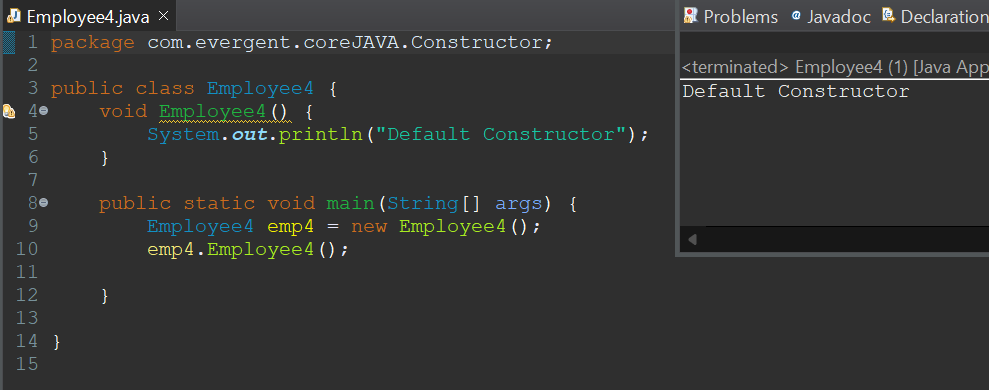 Employee4.java
1 package com.evergent.coreJAVA.Constructor;
2
3 public class Employee4 {
4 void Employee4() {
5 System.out.println("Default Constructor");
6 }
7
8 public static void main(String[] args) {
9 Employee4 emp4 = new Employee4();
10 emp4.Employee4();
11
12 }
13
14 }
15
Problems @ Javadoc Declaration
<terminated> Employee4 (1) [Java App
Default Constructor